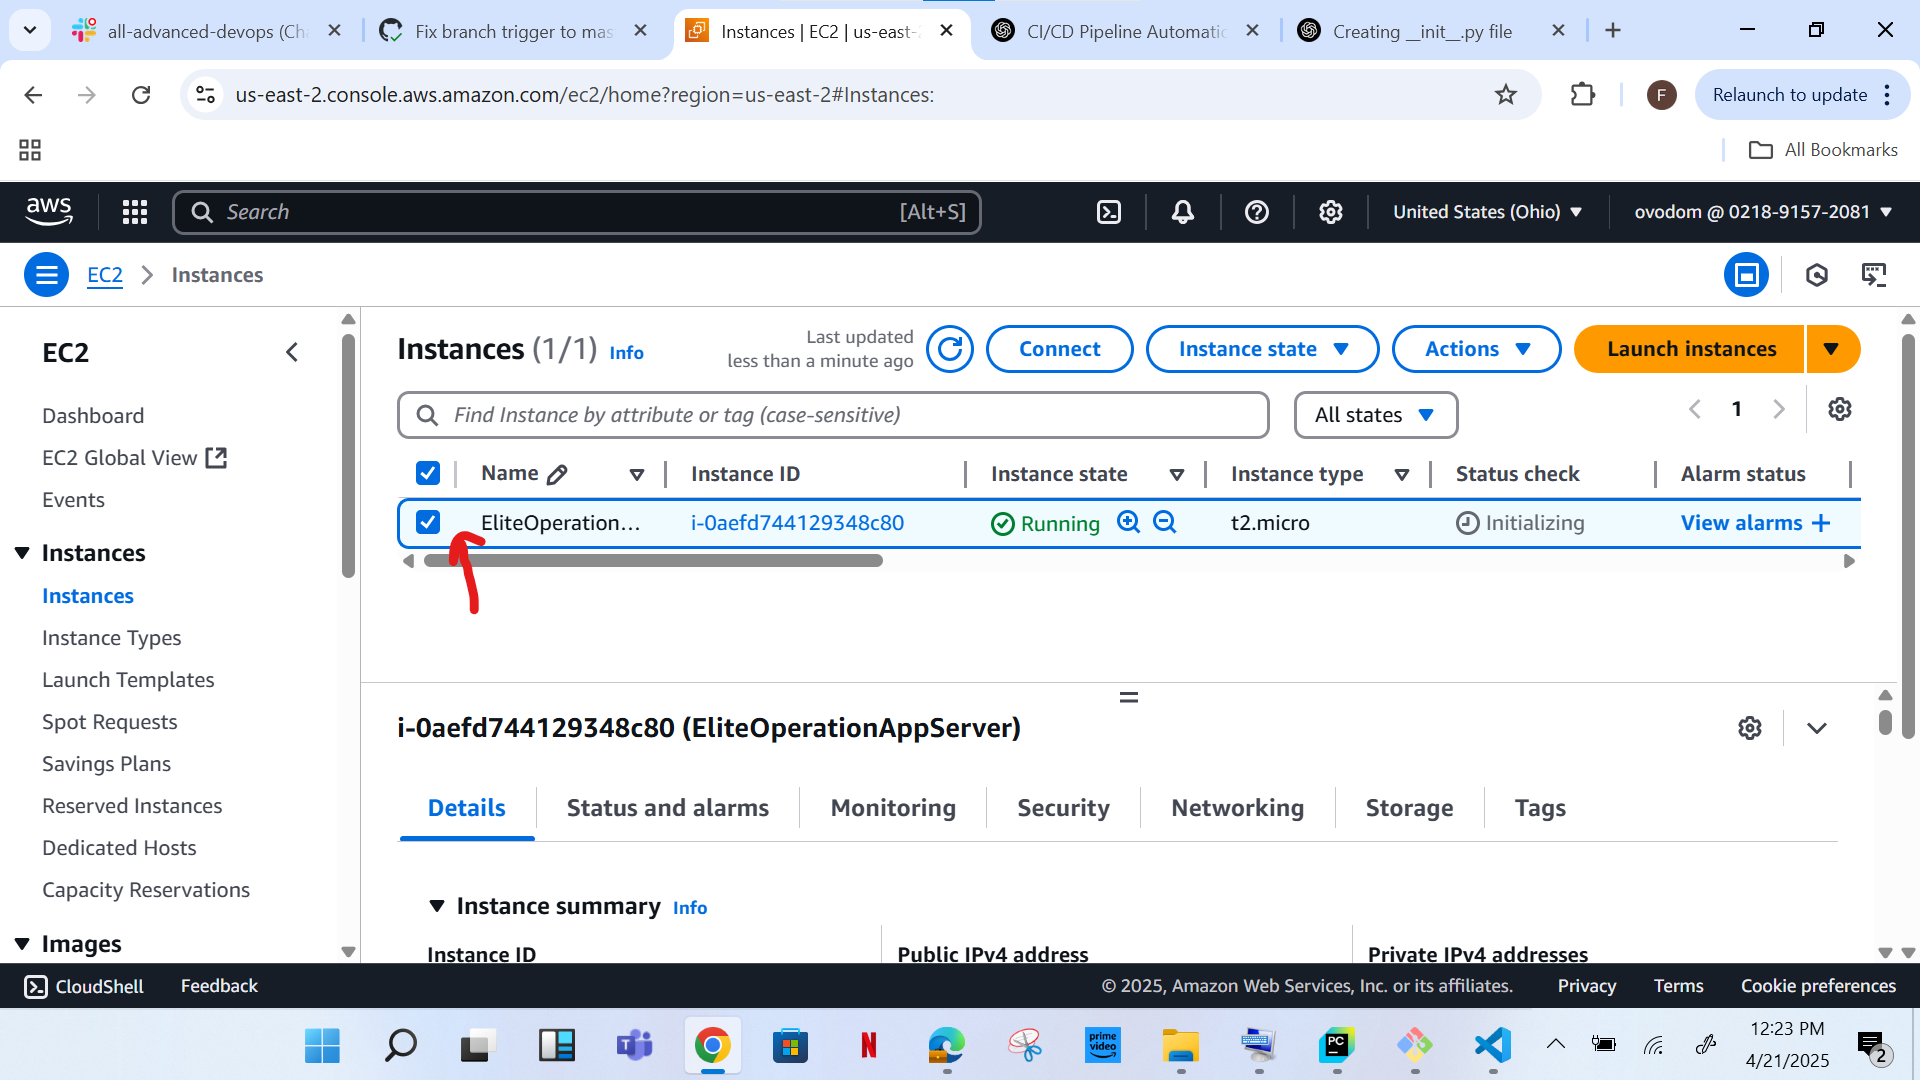 all-advanced-devops (Cha
Fix branch trigger to mas
Instances | EC2 | us-east-2
CI/CD Pipeline Automatic
Creating __init__.py file
us-east-2.console.aws.amazon.com/ec2/home?region=us-east-2#Instances:
F
Relaunch to update
All Bookmarks
aws
Search
[Alt+S]
United States (Ohio)
ovodom @ 0218-9157-2081
EC2
Instances
EC2
Dashboard
EC2 Global View
Events
Instances
Instances
Instance Types
Launch Templates
Spot Requests
Savings Plans
Reserved Instances
Dedicated Hosts
Capacity Reservations
Images
Instances (1/1) Info
Last updated
less than a minute ago
Connect
Instance state
Actions
Launch instances
Find Instance by attribute or tag (case-sensitive)
All states
1
Name
Instance ID
Instance state
Instance type
Status check
Alarm status
EliteOperation...
i-0aefd744129348c80
Running
t2.micro
Initializing
View alarms
i-0aefd744129348c80 (EliteOperationAppServer)
Details
Status and alarms
Monitoring
Security
Networking
Storage
Tags
Instance summary Info
Instance ID
Public IPv4 address
Private IPv4 addresses
CloudShell
Feedback
© 2025, Amazon Web Services, Inc. or its affiliates.
Privacy
Terms
Cookie preferences
N
prime
video
PC
12:23 PM
4/21/2025
2